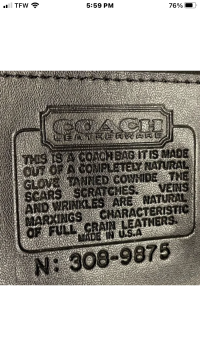 TFW 5:59 PM 76%
COACH
LEATHERWARE
THIS IS A COACH BAG IT IS MADE
OUT OF A COMPLETELY NATURAL
GLOVE TANNED COWHIDE THE
SCARS SCRATCHES. VEINS
AND WRINKLES ARE NATURAL
MARKINGS CHARACTERISTIC
OF FULL GRAIN LEATHERS.
MADE IN U.S.A
N: 308-9875